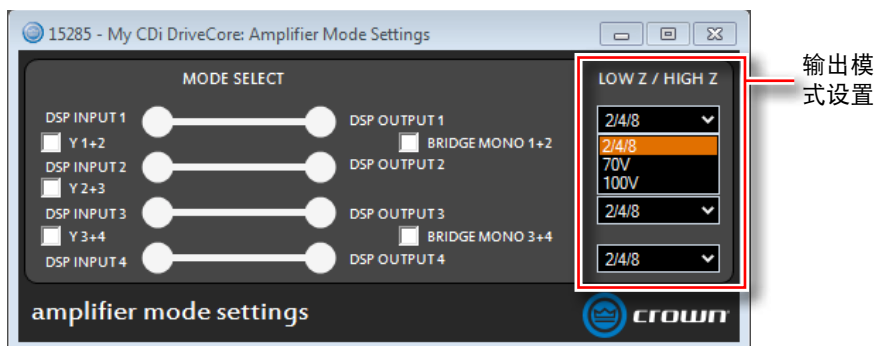 15285 - My CDi DriveCore: Amplifier Mode Settings
MODE SELECT
LOW Z / HIGH Z
输出模
式设置
DSP INPUT 1
DSP OUTPUT 1
2/4/8
Y 1+2
BRIDGE MONO 1+2
2/4/8
DSP INPUT 2
DSP OUTPUT 2
70V
Y 2+3
100V
DSP INPUT 3
DSP OUTPUT 3
2/4/8
Y 3+4
BRIDGE MONO 3+4
DSP INPUT 4
DSP OUTPUT 4
2/4/8
amplifier mode settings
crown